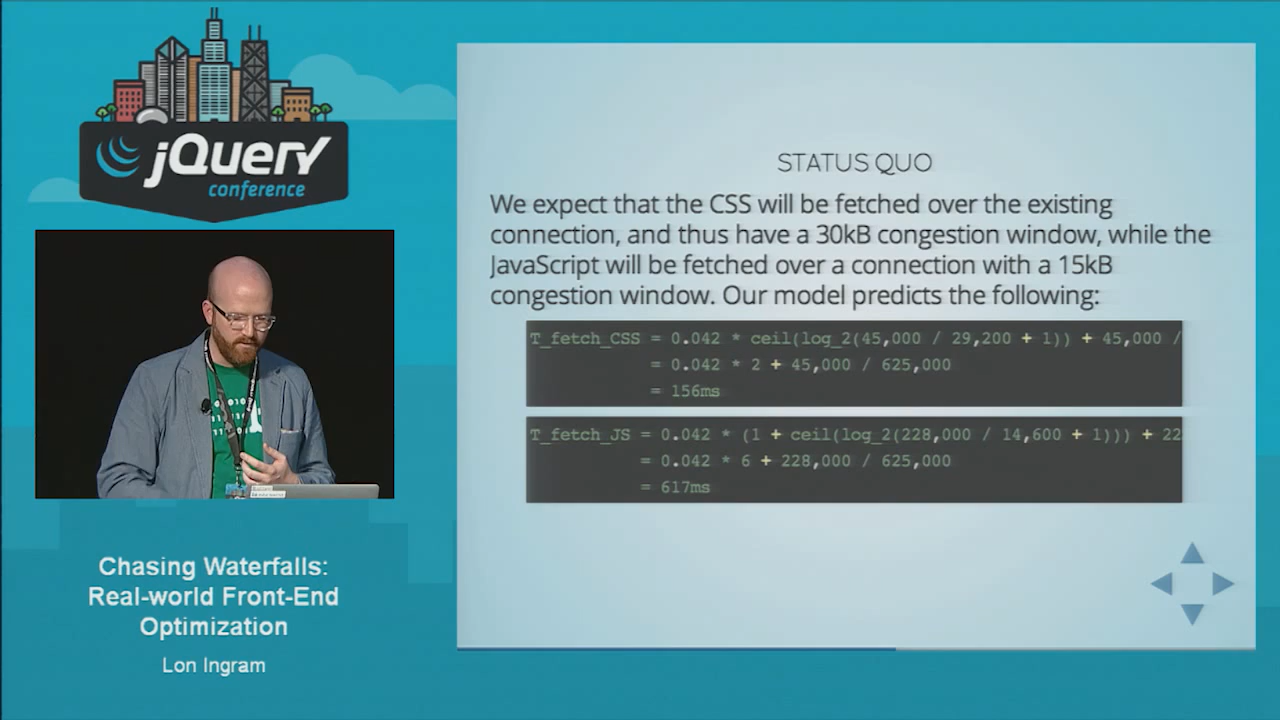 jQuery
conference
Chasing Waterfalls:
Real-world Front-End
Optimization
Lon Ingram
STATUS QUO
We expect that the CSS will be fetched over the existing
connection, and thus have a 30kB congestion window, while the
JavaScript will be fetched over a connection with a 15kB
congestion window. Our model predicts the following:
T_fetch_CSS = 0.042 * ceil(log_2(45,000 / 29,200 + 1)) + 45,000 /
= 0.042 * 2 + 45,000 / 625,000
= 156ms
T_fetch_JS = 0.042 * (1 + ceil(log_2(228,000 / 14,600 + 1))) + 22
= 0.042 * 6 + 228,000 / 625,000
= 617ms